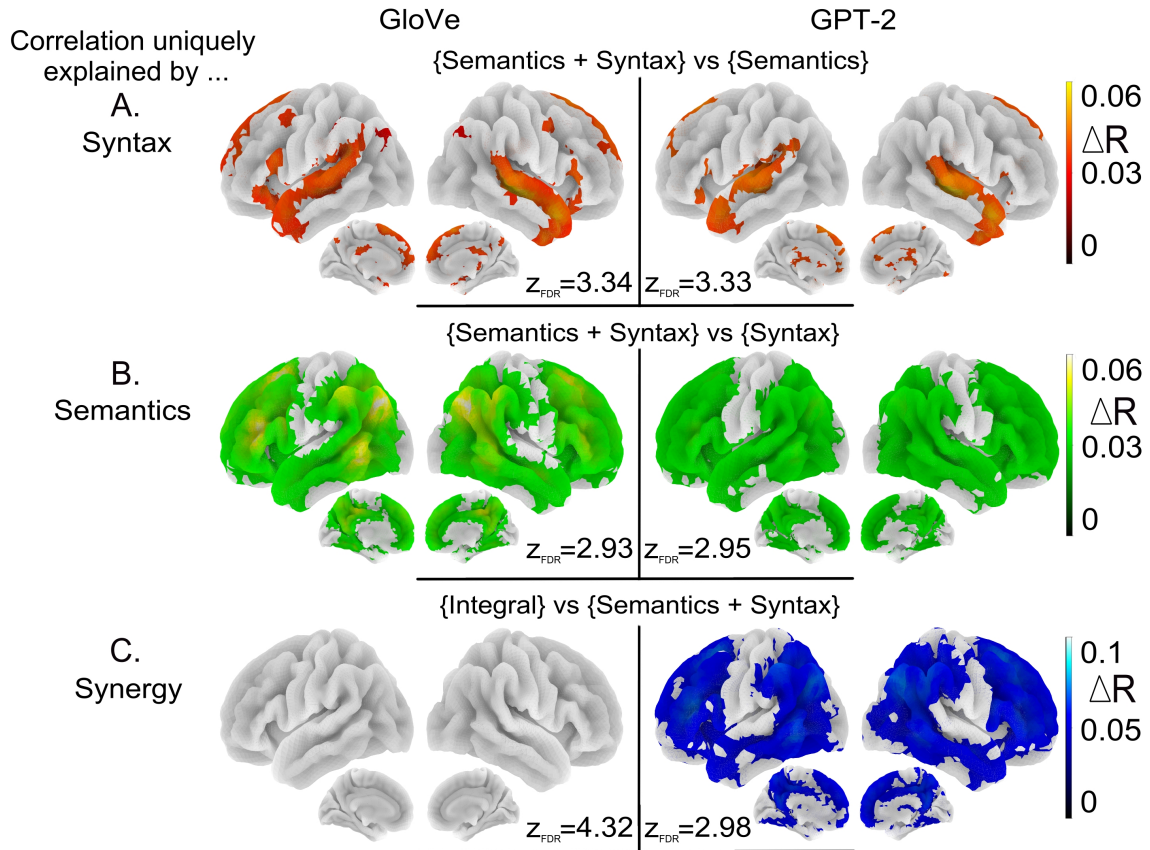 GloVe
GPT-2
Correlation uniquely
explained by ...
{Semantics + Syntax} vs {Semantics}
A.
Syntax
0.06
ΔR
0.03
0
zFDR=3.34
zFDR=3.33
{Semantics + Syntax} vs {Syntax}
B.
Semantics
0.06
ΔR
0.03
0
zFDR=2.93
zFDR=2.95
{Integral} vs {Semantics + Syntax}
C.
Synergy
0.1
ΔR
0.05
0
zFDR=4.32
zFDR=2.98